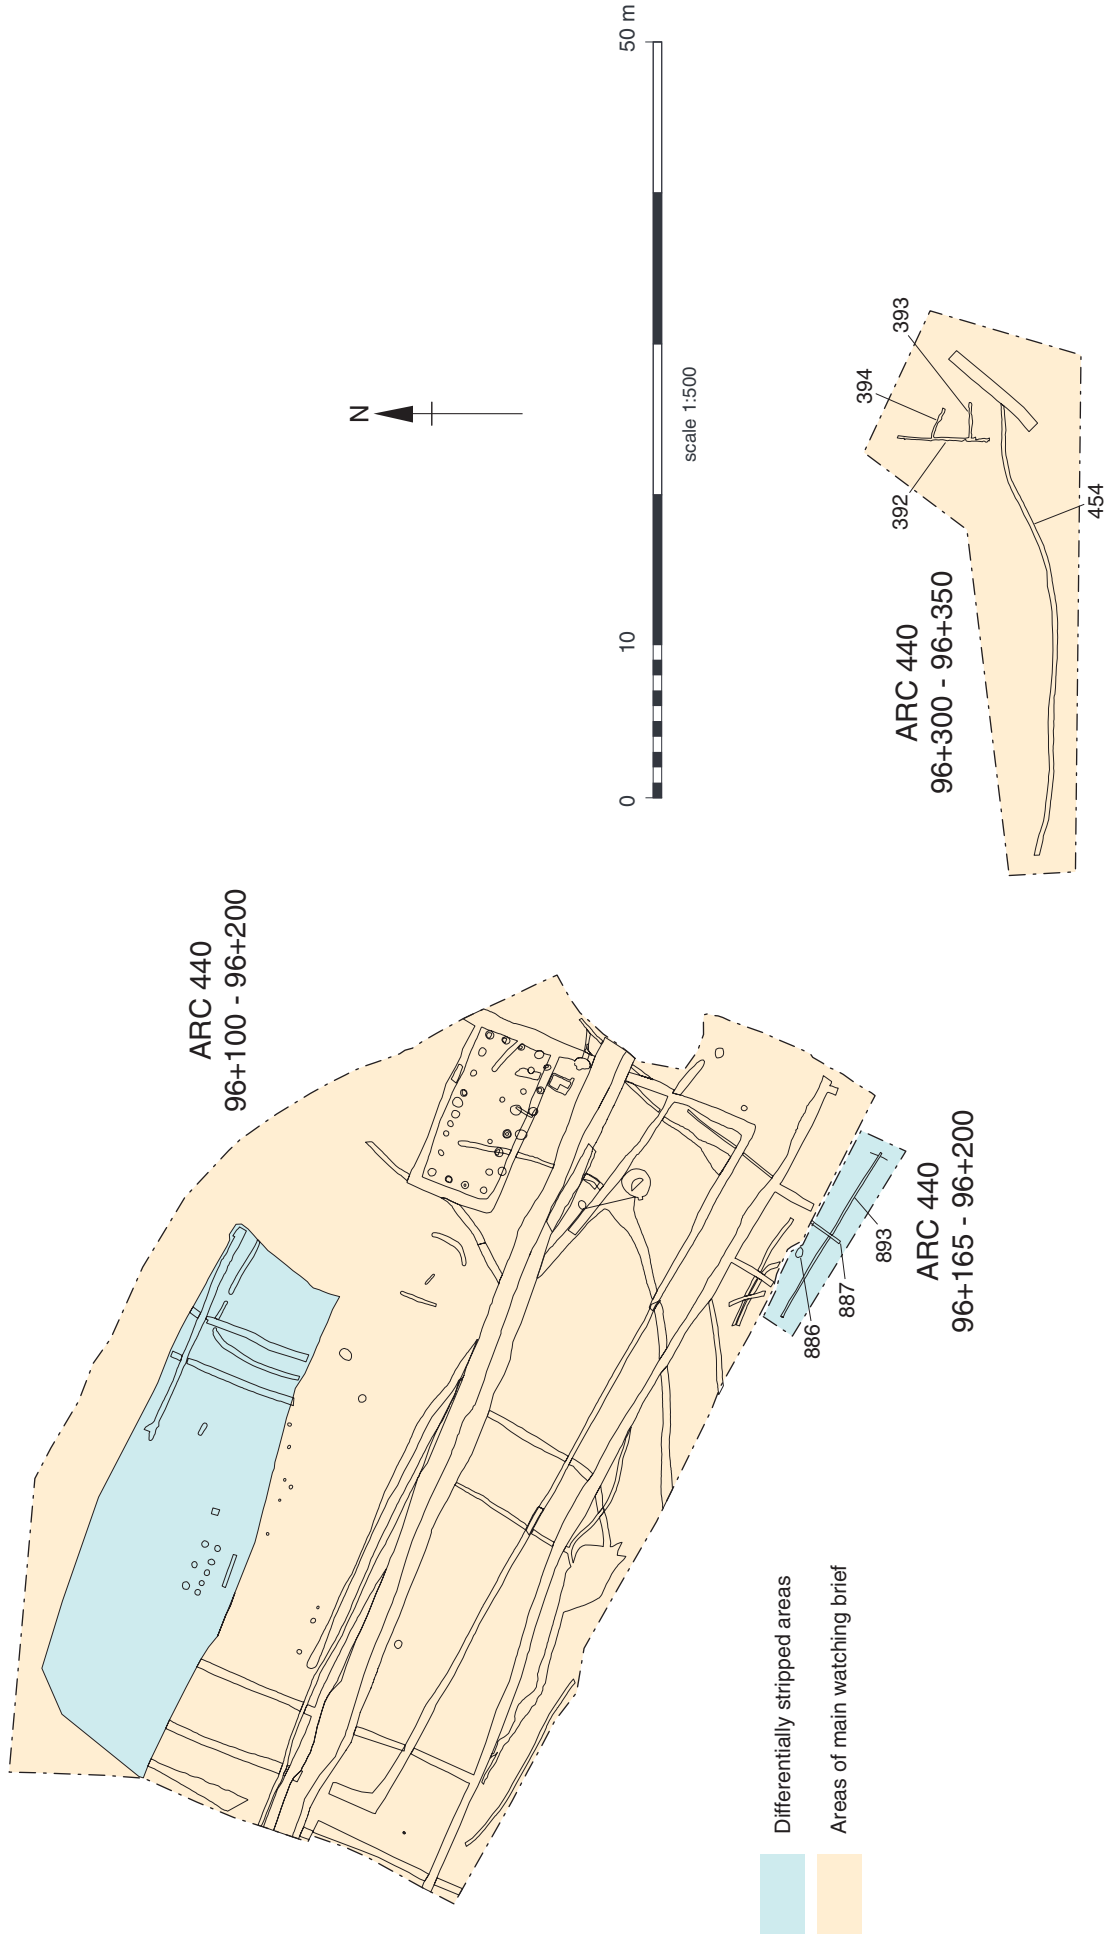 ARC 440
96+100 - 96+200
N
0
10
50 m
scale 1:500
ARC 440
96+300 - 96+350
392
394
393
454
886
887
893
ARC 440
96+165 - 96+200
Differentially stripped areas
Areas of main watching brief